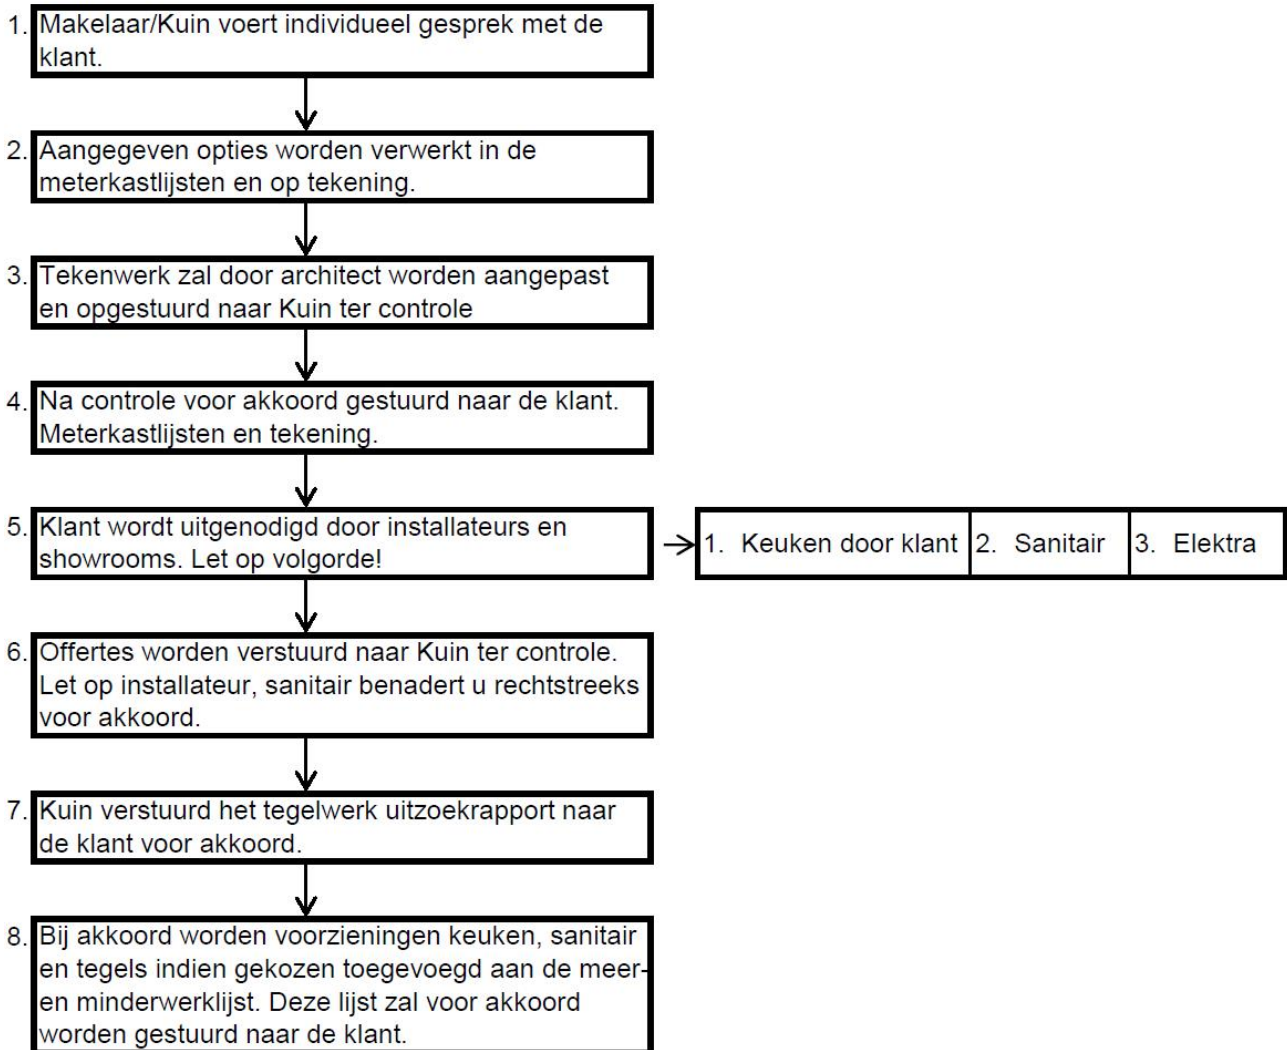 1. Makelaar/Kuin voert individueel gesprek met de
klant.
2. Aangegeven opties worden verwerkt in de
meterkastlijsten en op tekening.
3. Tekenwerk zal door architect worden aangepast
en opgestuurd naar Kuin ter controle
4. Na controle voor akkoord gestuurd naar de klant.
Meterkastlijsten en tekening.
5. Klant wordt uitgenodigd door installateurs en
showrooms. Let op volgorde!
1. Keuken door klant
2. Sanitair
3. Elektra
6. Offertes worden verstuurd naar Kuin ter controle.
Let op installateur, sanitair benadert u rechtstreeks
voor akkoord.
7. Kuin verstuurd het tegelwerk uitzoekrapport naar
de klant voor akkoord.
8. Bij akkoord worden voorzieningen keuken, sanitair
en tegels indien gekozen toegevoegd aan de meer-
en minderwerklijst. Deze lijst zal voor akkoord
worden gestuurd naar de klant.